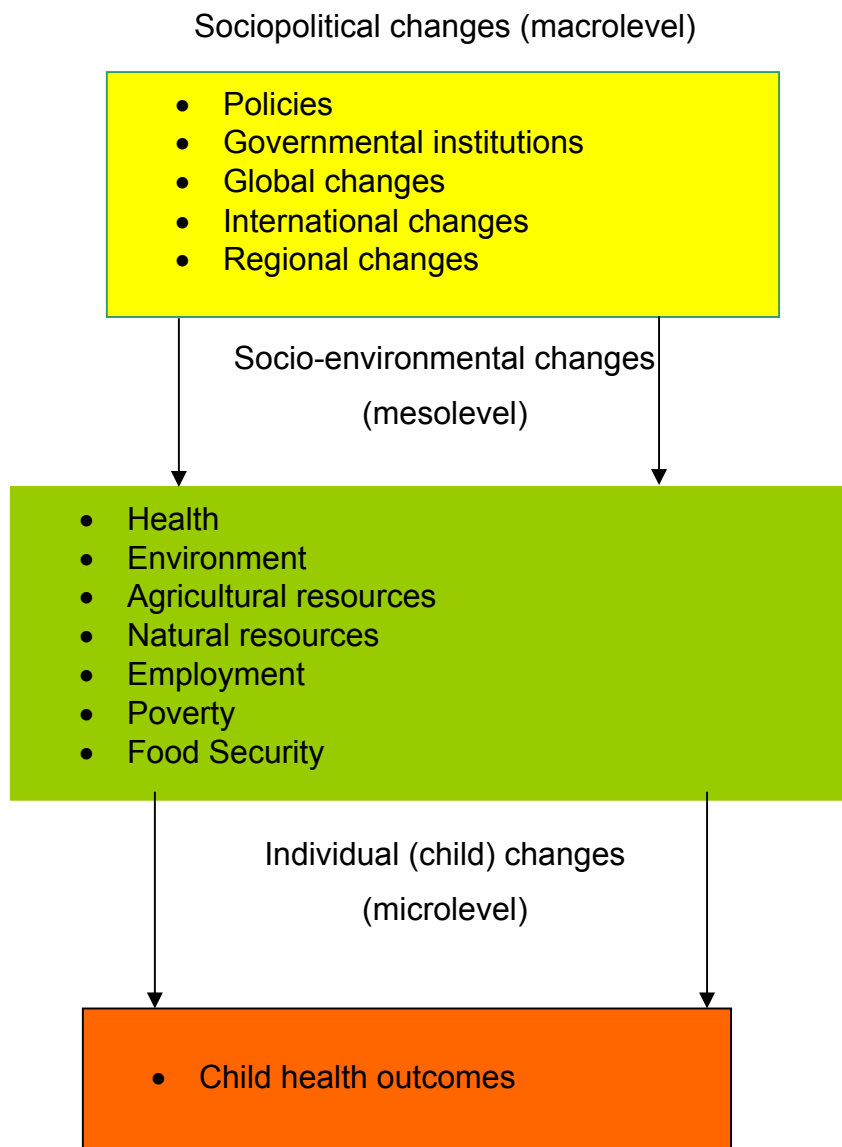 Sociopolitical changes (macrolevel)
• Policies
• Governmental institutions
• Global changes
• International changes
• Regional changes
Socio-environmental changes
(mesolevel)
• Health
• Environment
• Agricultural resources
• Natural resources
• Employment
• Poverty
• Food Security
Individual (child) changes
(microlevel)
• Child health outcomes